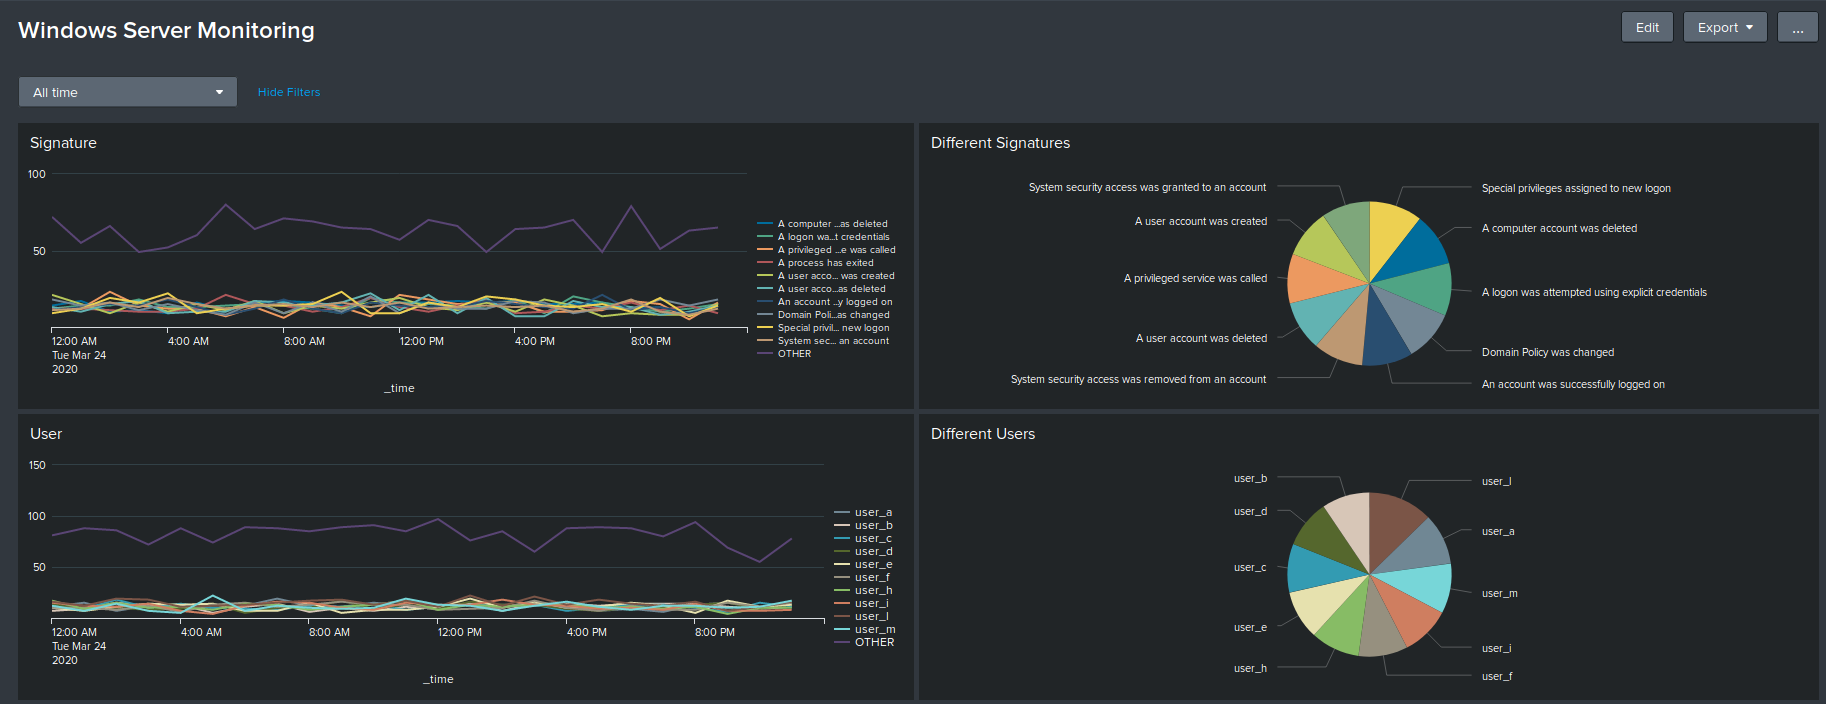 Windows Server Monitoring
Edit
Export
...
All time
Hide Filters
Signature
100
50
12:00 AM
Tue Mar 24
2020
4:00 AM
8:00 AM
12:00 PM
4:00 PM
8:00 PM
_time
A computer ...as deleted
A logon wa...t credentials
A privileged ...e was called
A process has exited
A user acco... was created
A user acco...as deleted
An account ...y logged on
Domain Poli...as changed
Special privil... new logon
System sec... an account
OTHER
Different Signatures
System security access was granted to an account
A user account was created
A privileged service was called
A user account was deleted
System security access was removed from an account
Special privileges assigned to new logon
A computer account was deleted
A logon was attempted using explicit credentials
Domain Policy was changed
An account was successfully logged on
User
150
100
50
12:00 AM
Tue Mar 24
2020
4:00 AM
8:00 AM
12:00 PM
4:00 PM
8:00 PM
_time
user_a
user_b
user_c
user_d
user_e
user_f
user_h
user_i
user_l
user_m
OTHER
Different Users
user_b
user_d
user_c
user_e
user_h
user_l
user_a
user_m
user_i
user_f